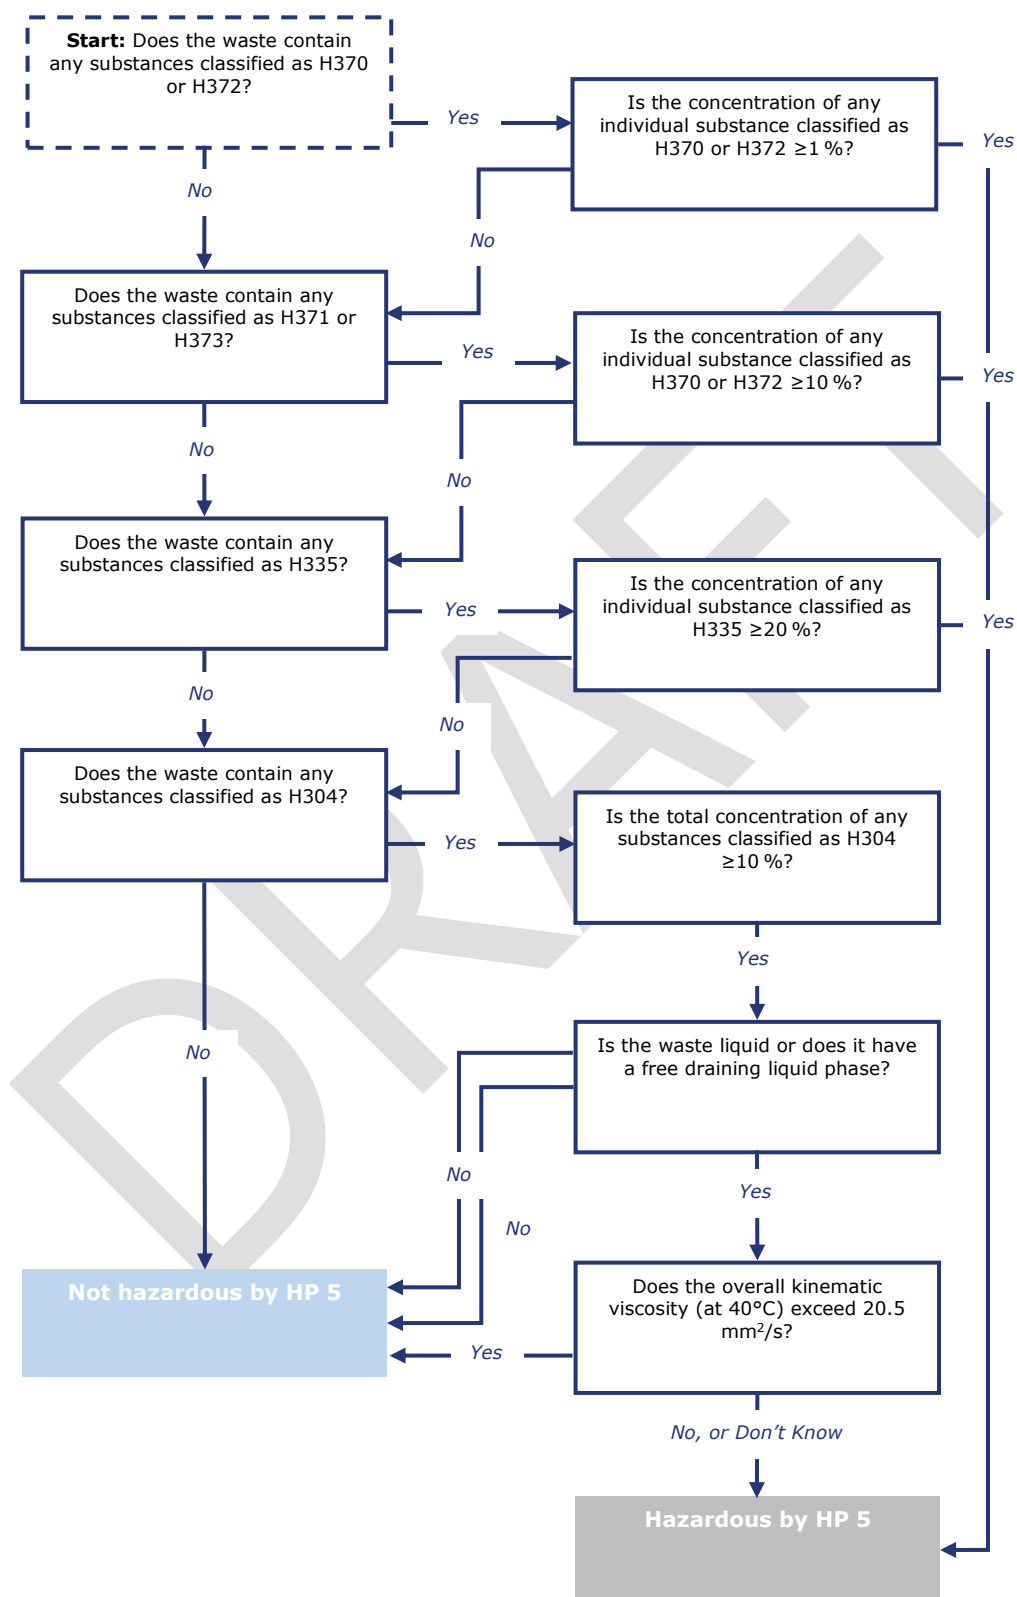 Start: Does the waste contain
any substances classified as H370
or H372?
Yes
Is the concentration of any
individual substance classified as
H370 or H372 ≥1 %?
Yes
No
No
Does the waste contain any
substances classified as H371 or
H373?
Yes
Is the concentration of any
individual substance classified as
H370 or H372 ≥10 %?
Yes
No
No
Does the waste contain any
substances classified as H335?
Yes
Is the concentration of any
individual substance classified as
H335 ≥20 %?
Yes
No
No
Does the waste contain any
substances classified as H304?
Yes
Is the total concentration of any
substances classified as H304
≥10 %?
Yes
No
Is the waste liquid or does it have
a free draining liquid phase?
No
No
Yes
Not hazardous by HP 5
Does the overall kinematic
viscosity (at 40°C) exceed 20.5
mm²/s?
Yes
No, or Don't Know
Hazardous by HP 5
DRAFT